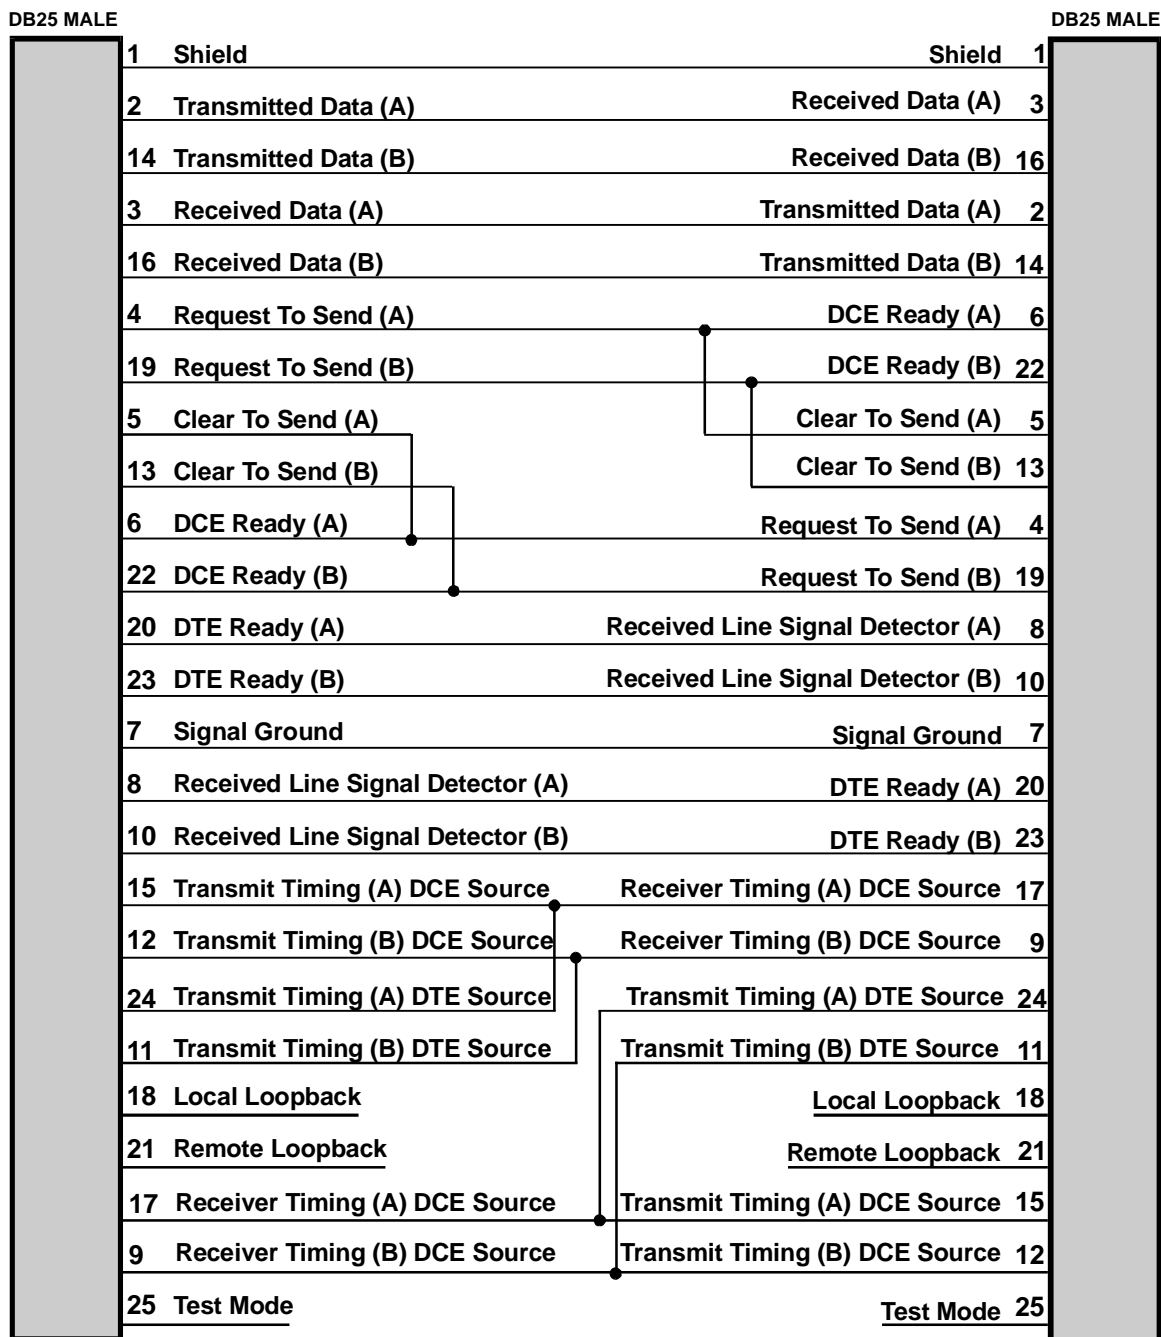 DB25 MALE DB25 MALE
1 Shield Shield 1
2 Transmitted Data (A) Received Data (A) 3
14 Transmitted Data (B) Received Data (B) 16
3 Received Data (A) Transmitted Data (A) 2
16 Received Data (B) Transmitted Data (B) 14
4 Request To Send (A) DCE Ready (A) 6
19 Request To Send (B) DCE Ready (B) 22
5 Clear To Send (A) Clear To Send (A) 5
13 Clear To Send (B) Clear To Send (B) 13
6 DCE Ready (A) Request To Send (A) 4
22 DCE Ready (B) Request To Send (B) 19
20 DTE Ready (A) Received Line Signal Detector (A) 8
23 DTE Ready (B) Received Line Signal Detector (B) 10
7 Signal Ground Signal Ground 7
8 Received Line Signal Detector (A) DTE Ready (A) 20
10 Received Line Signal Detector (B) DTE Ready (B) 23
15 Transmit Timing (A) DCE Source Receiver Timing (A) DCE Source 17
12 Transmit Timing (B) DCE Source Receiver Timing (B) DCE Source 9
24 Transmit Timing (A) DTE Source Transmit Timing (A) DTE Source 24
11 Transmit Timing (B) DTE Source Transmit Timing (B) DTE Source 11
18 Local Loopback Local Loopback 18
21 Remote Loopback Remote Loopback 21
17 Receiver Timing (A) DCE Source Transmit Timing (A) DCE Source 15
9 Receiver Timing (B) DCE Source Transmit Timing (B) DCE Source 12
25 Test Mode Test Mode 25